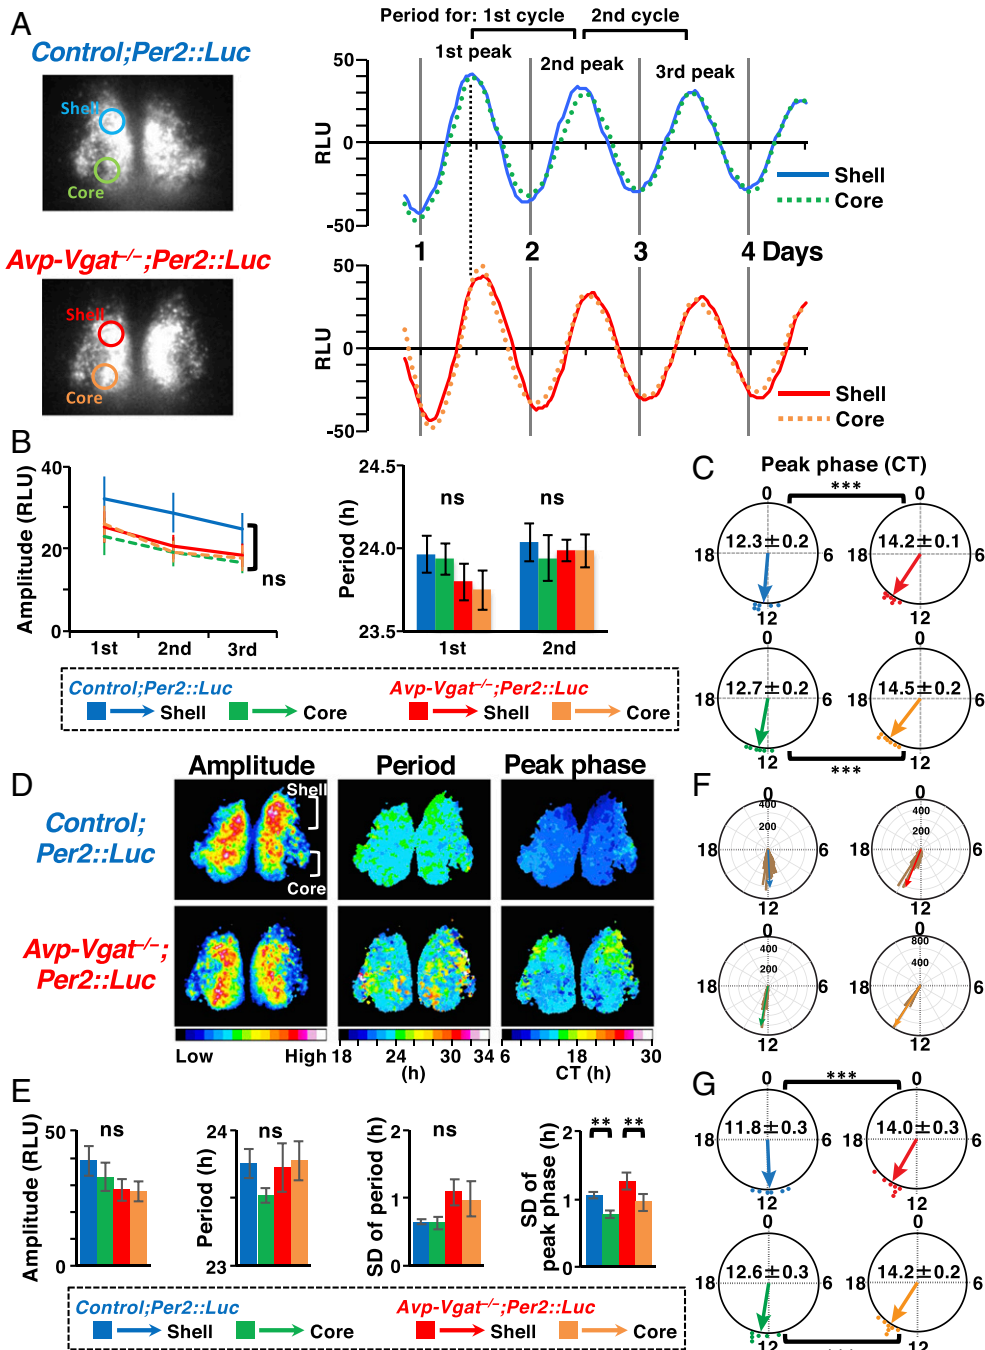 A
Control;Per2::Luc
Shell
Core
Avp-Vgat–/–;Per2::Luc
Shell
Core
Period for: 1st cycle 2nd cycle
1st peak
2nd peak
3rd peak
50
RLU
0
-50
Shell
Core
1 2 3 4 Days
50
RLU
0
-50
Shell
Core
B
Amplitude (RLU)
40
20
0
ns
1st 2nd 3rd
Period (h)
24.5
24.0
23.5
ns ns
1st 2nd
Control;Per2::Luc Avp-Vgat–/–;Per2::Luc
Shell Core Shell Core
C
Peak phase (CT)
***
0 0
18 12.3±0.2 18 14.2±0.1 6
12 12
0 0
18 12.7±0.2 14.5±0.2 6
12 12
***
D
Amplitude Period Peak phase
Control;
Per2::Luc
Shell
Core
Avp-Vgat–/–;
Per2::Luc
Low High
18 24 30 34
(h)
6 18 30
CT (h)
E
Amplitude (RLU)
50
0
ns
Period (h)
24
23
ns
SD of period (h)
2
1
0
ns
SD of
peak phase (h)
2
1
0
** **
Control;Per2::Luc Avp-Vgat–/–;Per2::Luc
Shell Core Shell Core
F
0 0
400 400
200 200
18 6
12 12
0 0
400 800
200 400
18 6
12 12
G
***
0 0
18 11.8±0.3 18 14.0±0.3 6
12 12
0 0
18 12.6±0.3 18 14.2±0.2 6
12 12